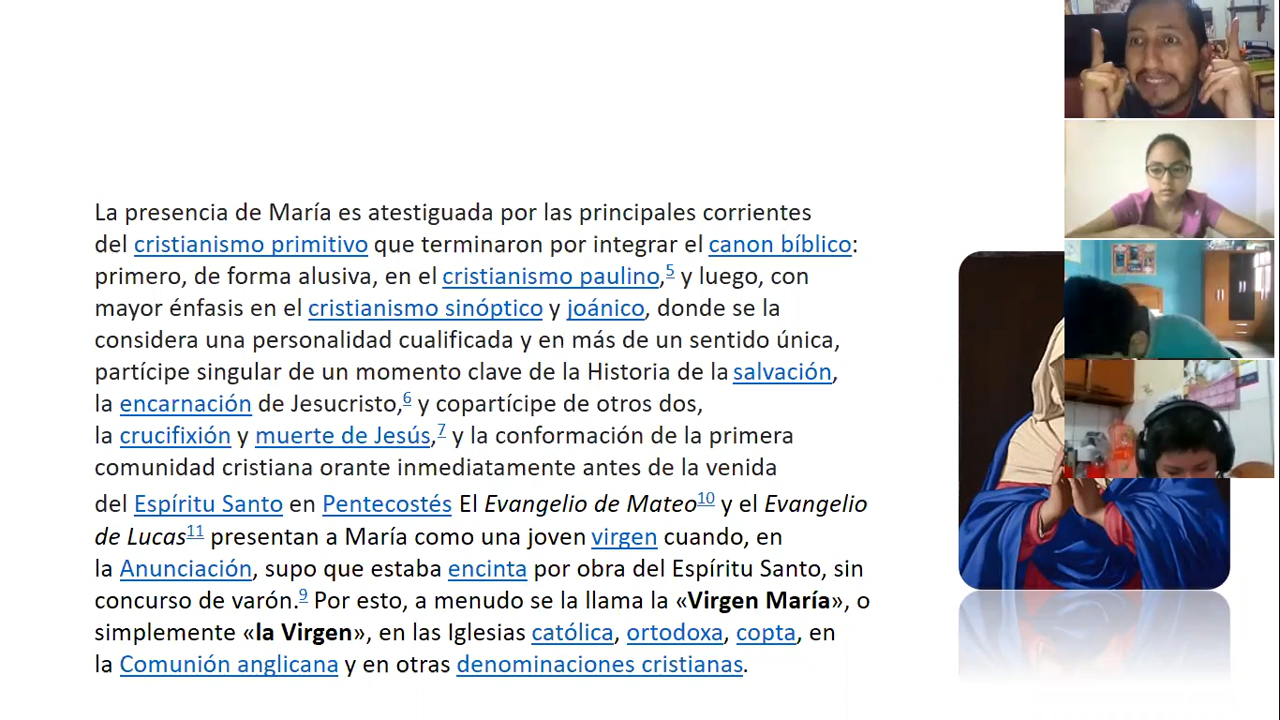 La presencia de María es atestiguada por las principales corrientes
del cristianismo primitivo que terminaron por integrar el canon bíblico:
primero, de forma alusiva, en el cristianismo paulino,5 y luego, con
mayor énfasis en el cristianismo sinóptico y joánico, donde se la
considera una personalidad cualificada y en más de un sentido única,
partícipe singular de un momento clave de la Historia de la salvación,
la encarnación de Jesucristo,6 y copartícipe de otros dos,
la crucifixión y muerte de Jesús,7 y la conformación de la primera
comunidad cristiana orante inmediatamente antes de la venida
del Espíritu Santo en Pentecostés El Evangelio de Mateo10 y el Evangelio
de Lucas11 presentan a María como una joven virgen cuando, en
la Anunciación, supo que estaba encinta por obra del Espíritu Santo, sin
concurso de varón.9 Por esto, a menudo se la llama la «Virgen María», o
simplemente «la Virgen», en las Iglesias católica, ortodoxa, copta, en
la Comunión anglicana y en otras denominaciones cristianas.